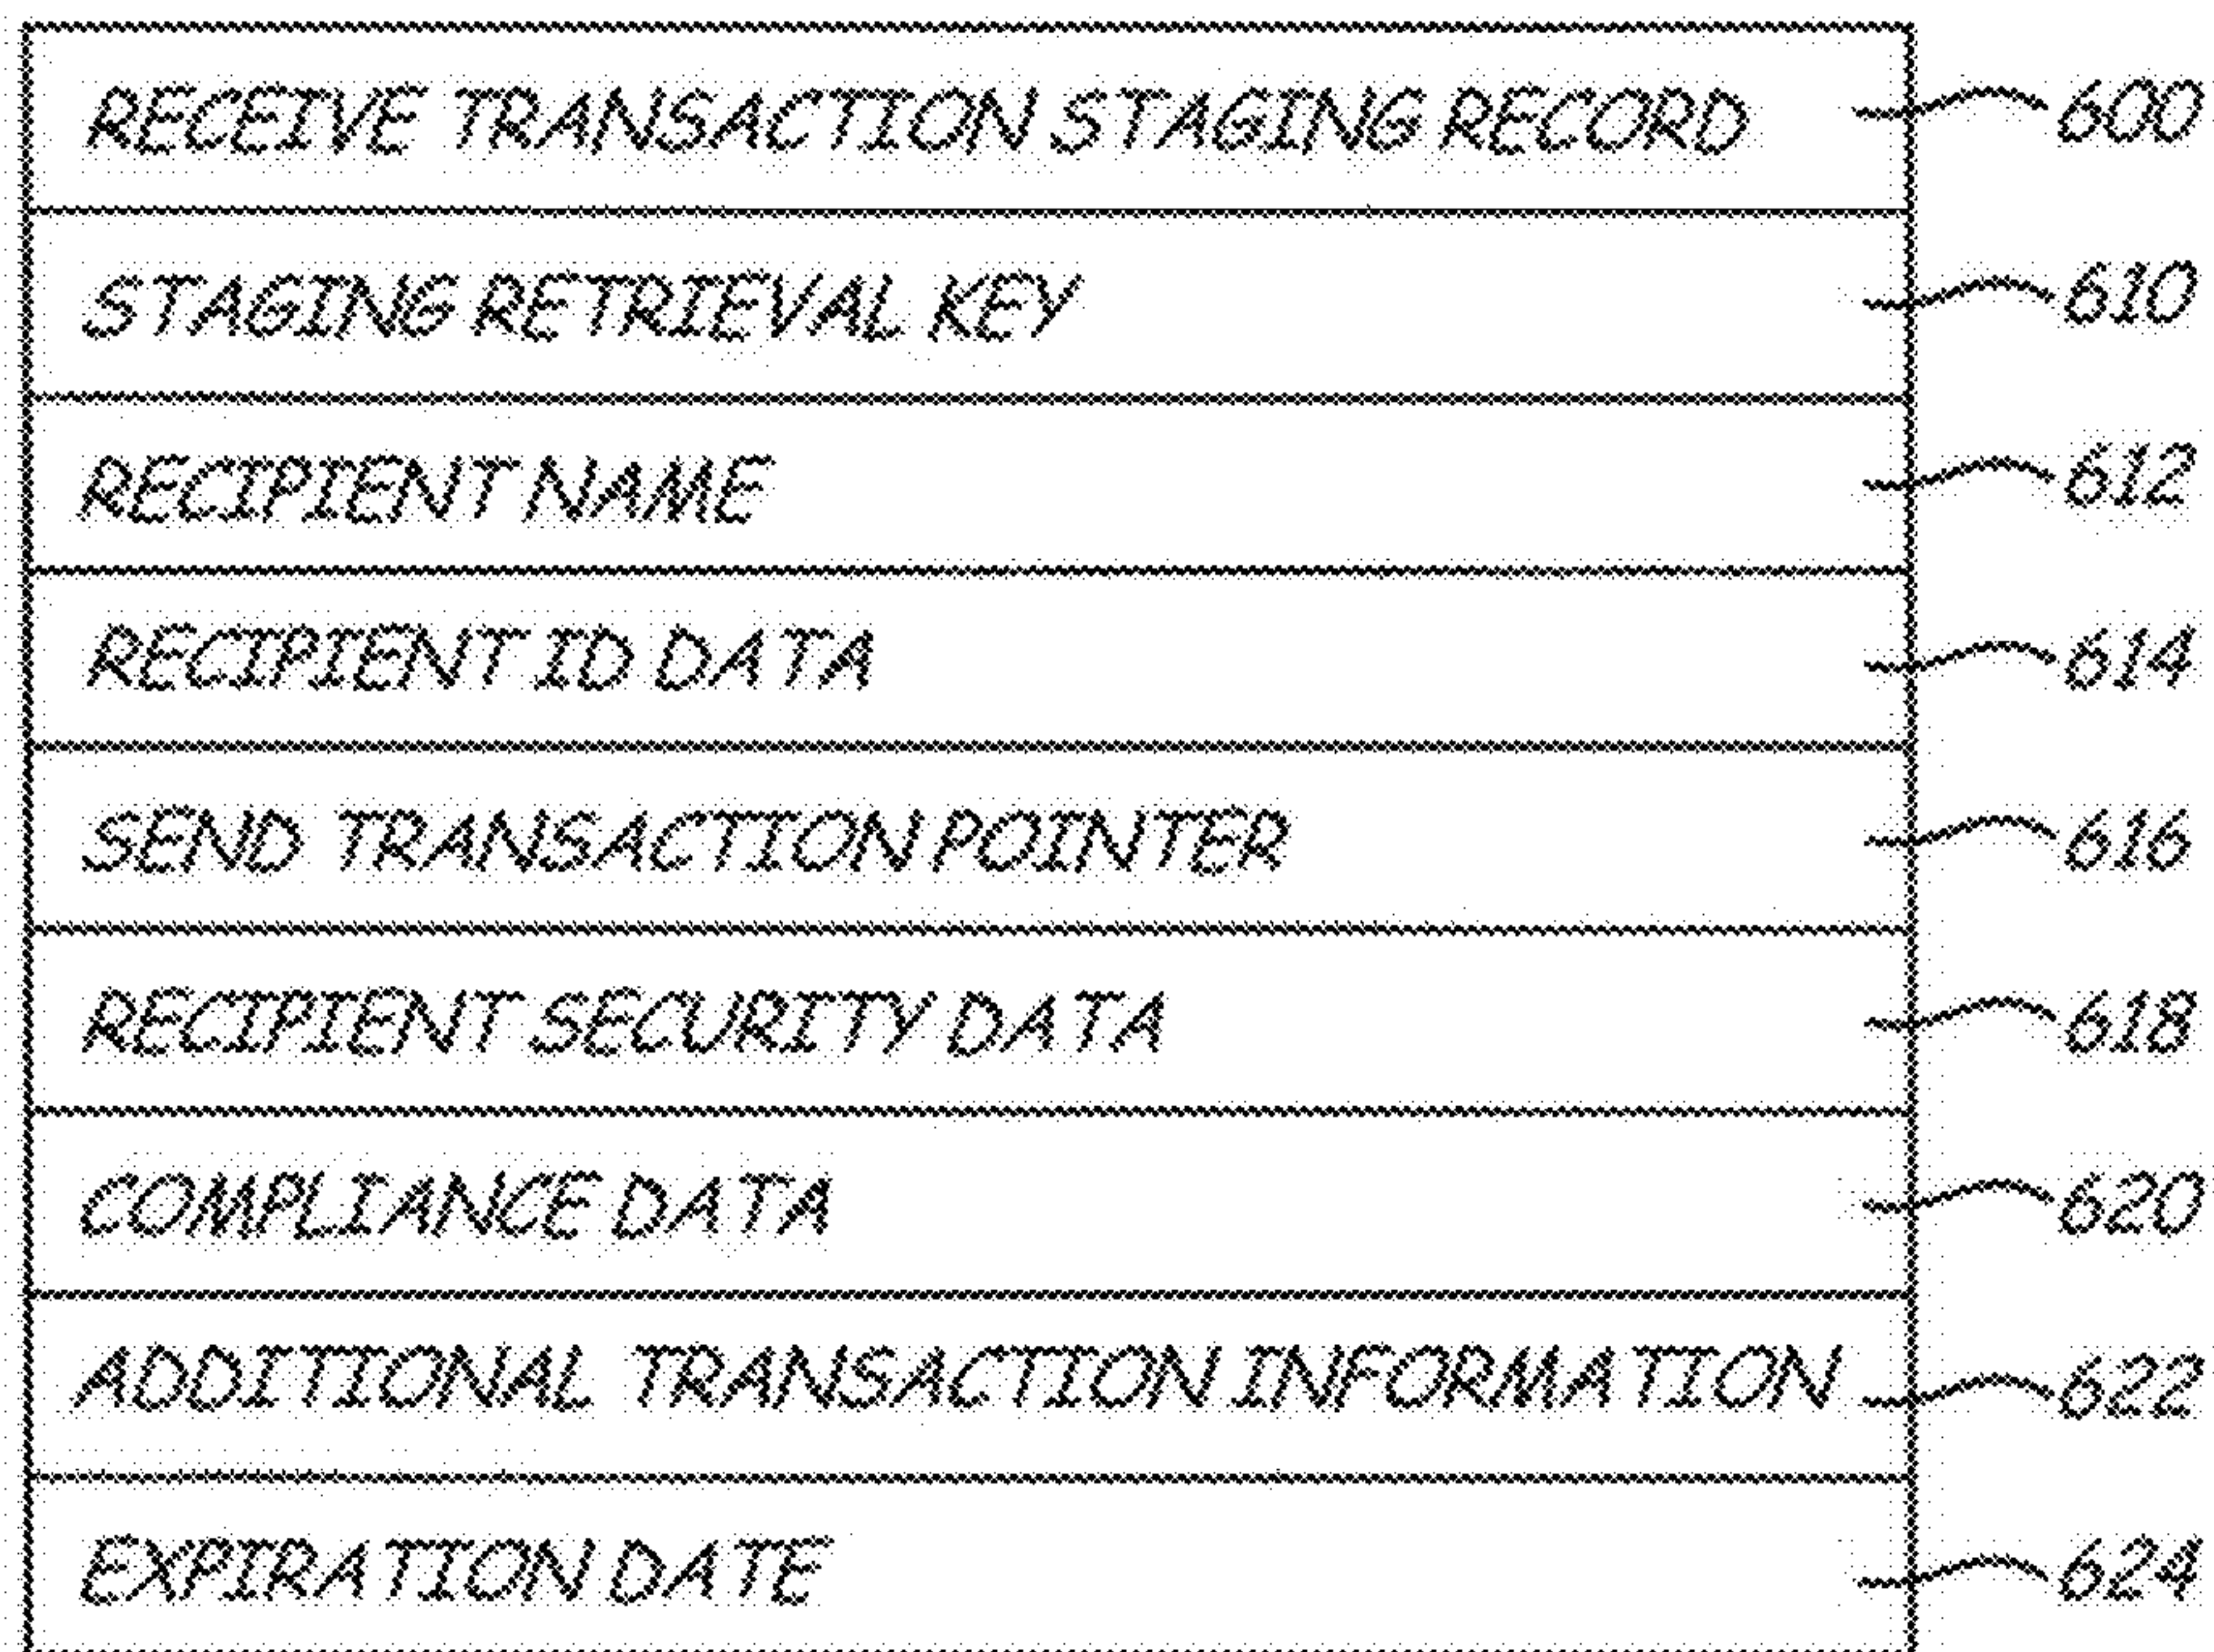 RECEIVE TRANSACTION STAGING RECORD 600
STAGING RETRIEVAL KEY 610
RECIPIENT NAME 612
RECIPIENT ID DATA 614
SEND TRANSACTION POINTER 616
RECIPIENT SECURITY DATA 618
COMPLIANCE DATA 620
ADDITIONAL TRANSACTION INFORMATION 622
EXPIRATION DATE 624